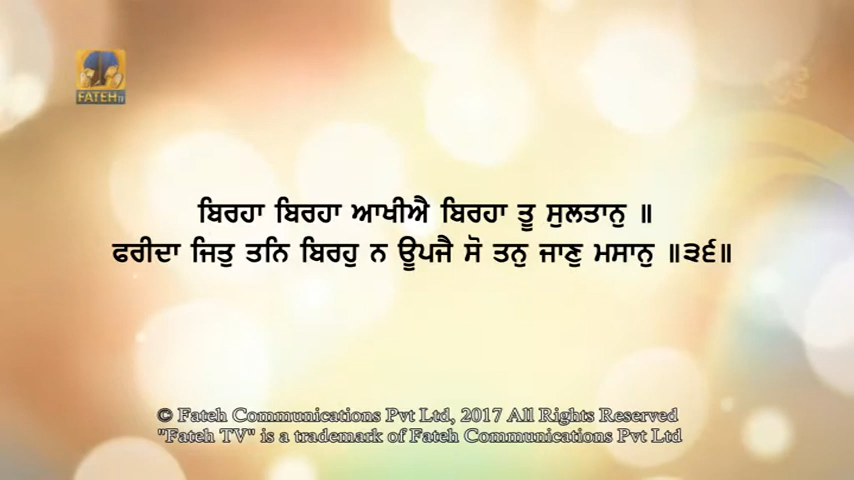 FATEH TV
ਬਿਰਹਾ ਬਿਰਹਾ ਆਖੀਐ ਬਿਰਹਾ ਤੂ ਸੁਲਤਾਨੁ ॥
ਫਰੀਦਾ ਜਿਤੁ ਤਨਿ ਬਿਰਹੁ ਨ ਊਪਜੈ ਸੋ ਤਨੁ ਜਾਣੁ ਮਸਾਨੁ ॥੩੬॥
© Fateh Communications Pvt Ltd, 2017 All Rights Reserved
"Fateh TV" is a trademark of Fateh Communications Pvt Ltd